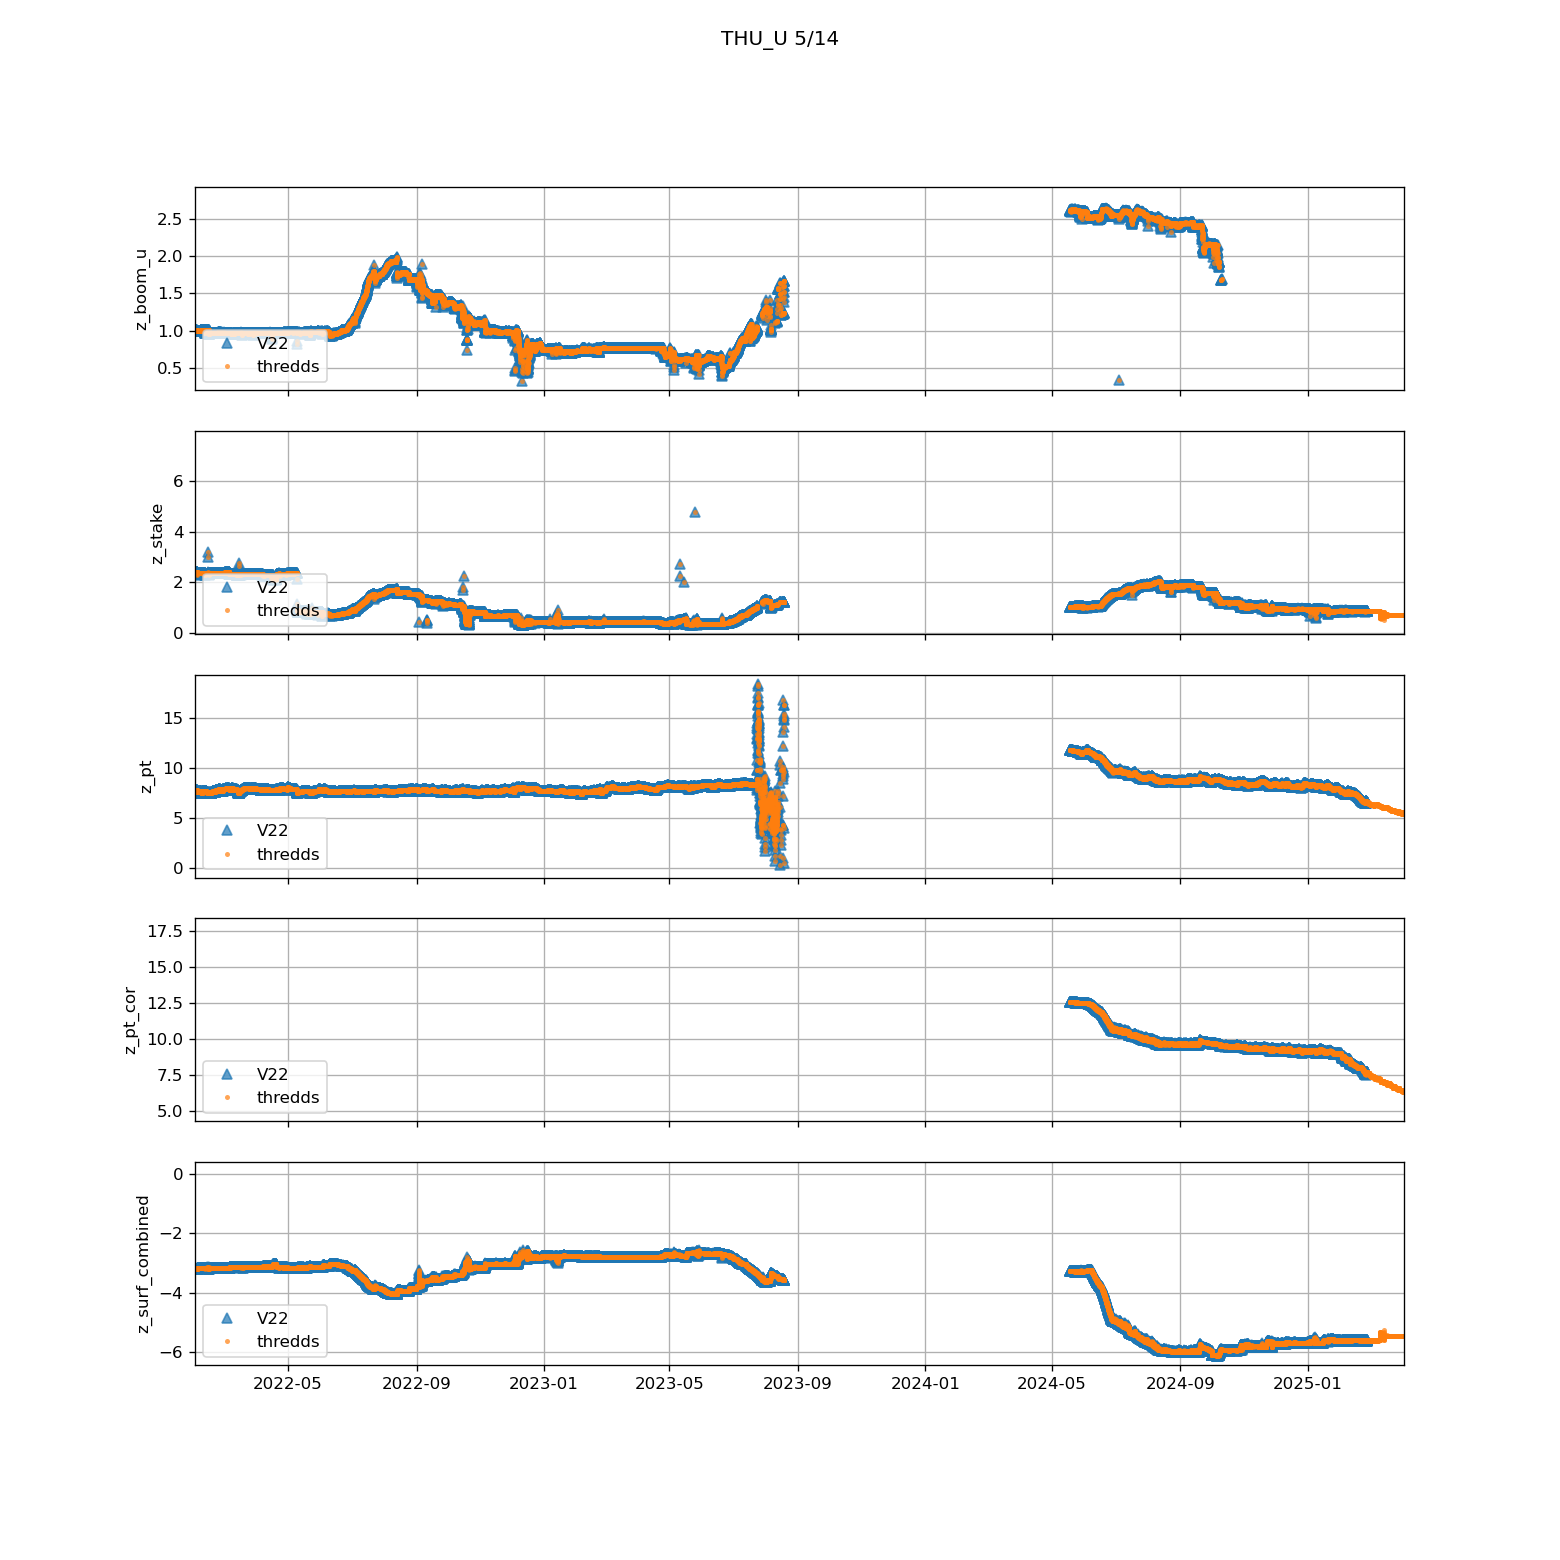 THU_U 5/14
z_boom_u
2.5
2.0
1.5
1.0
0.5
V22
thredds
z_stake
6
4
2
0
V22
thredds
z_pt
15
10
5
0
V22
thredds
z_pt_cor
17.5
15.0
12.5
10.0
7.5
5.0
V22
thredds
z_surf_combined
0
−2
−4
−6
V22
thredds
2022-05 2022-09 2023-01 2023-05 2023-09 2024-01 2024-05 2024-09 2025-01